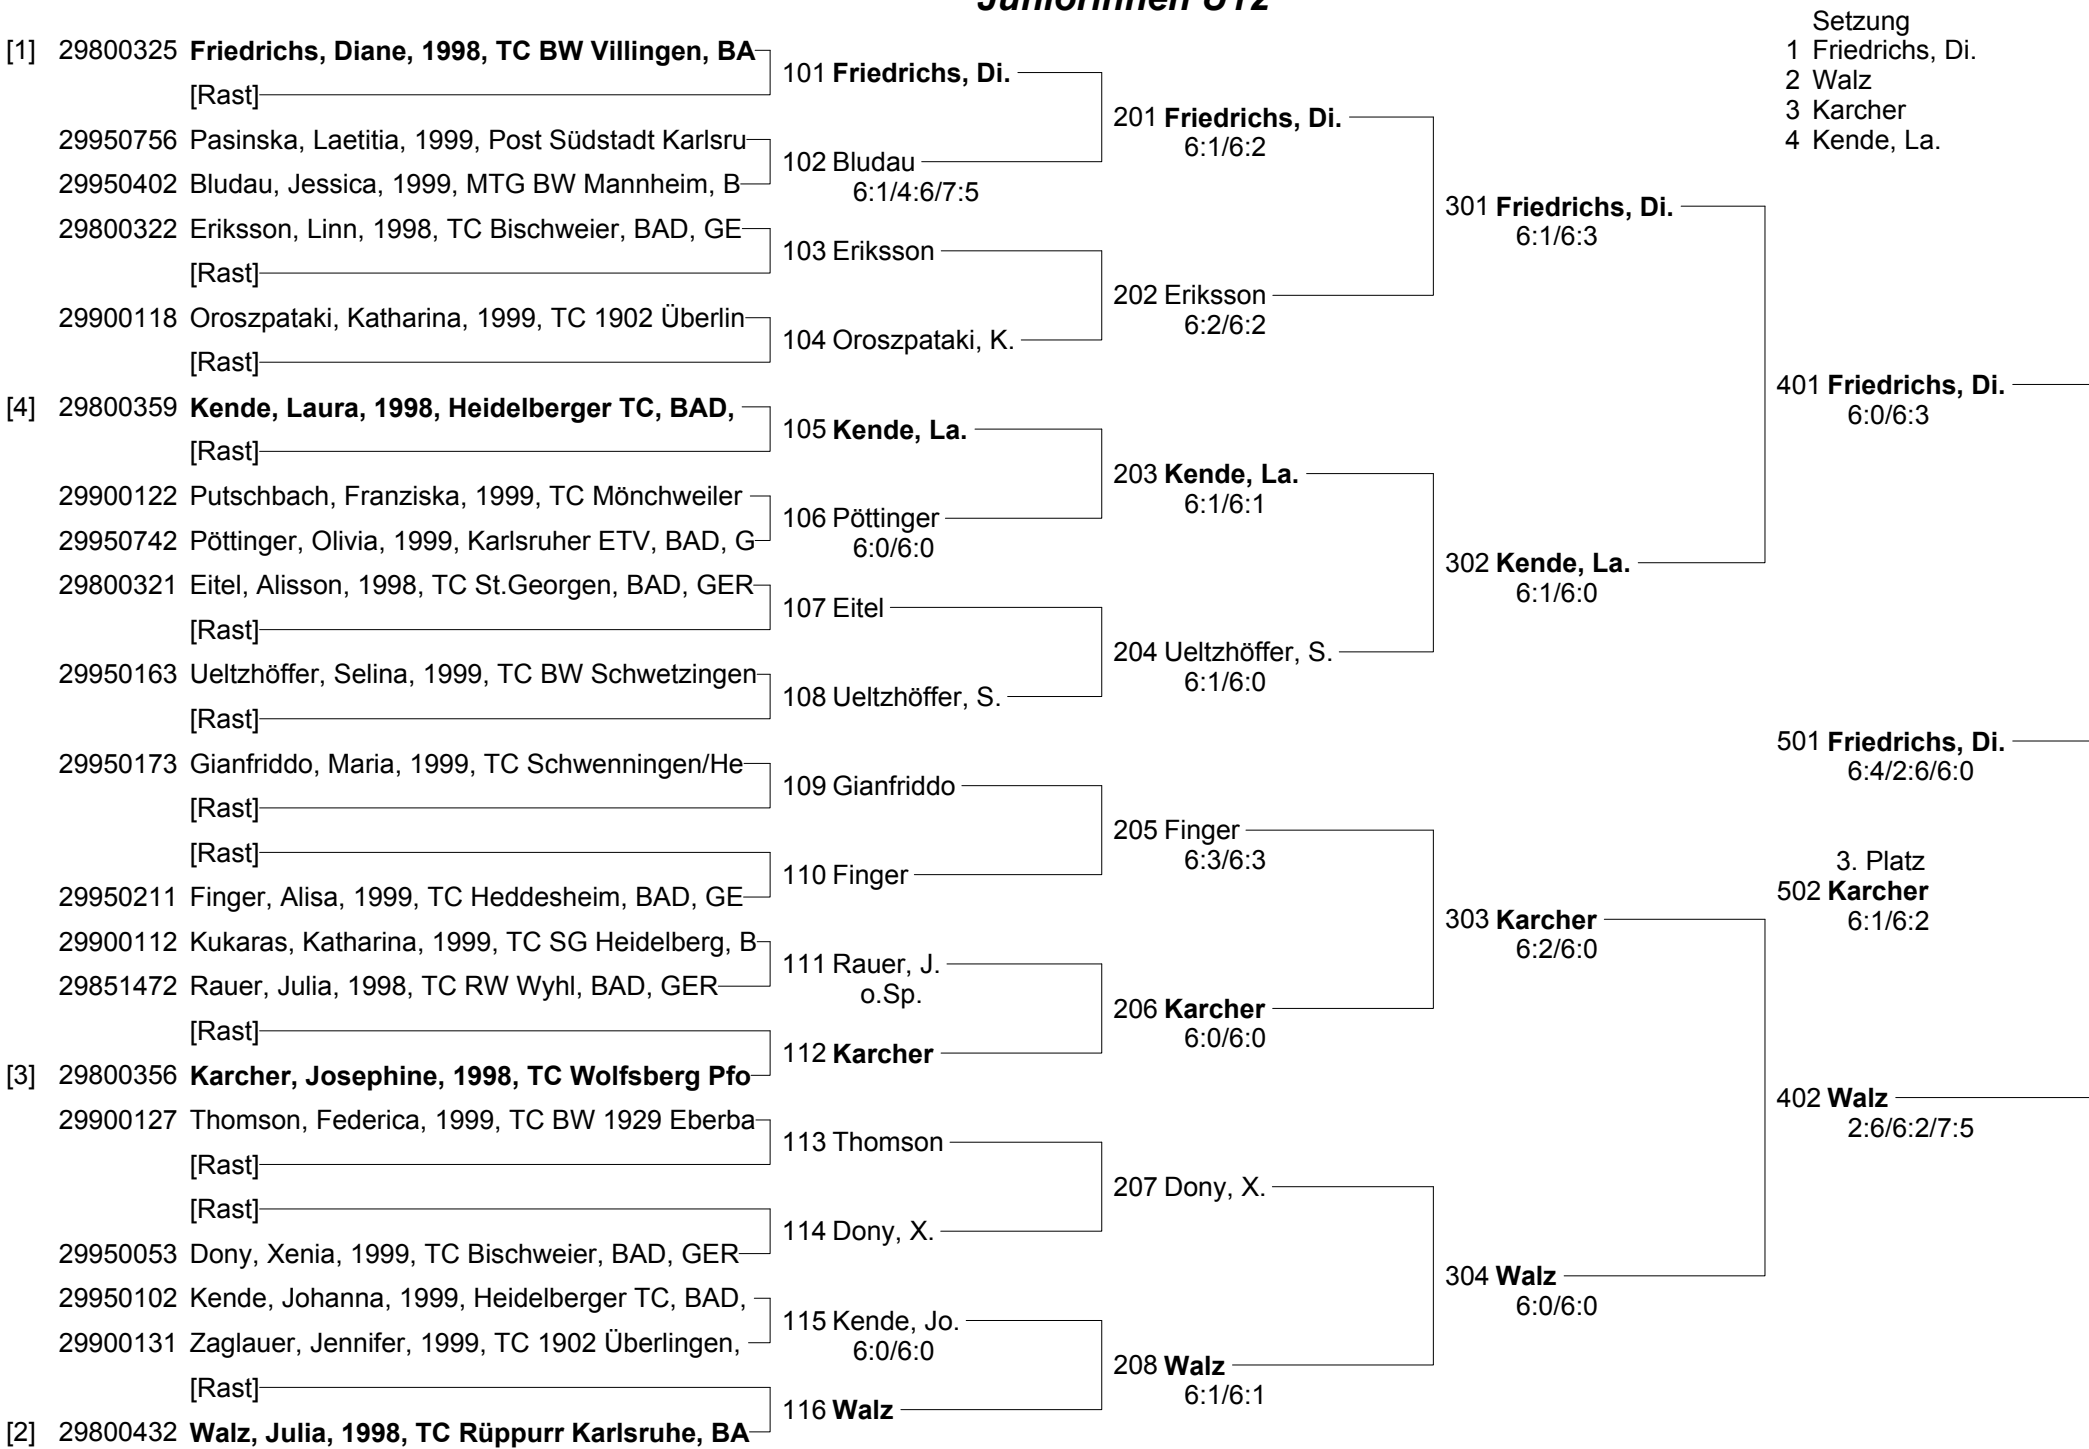 Juniorinnen U12
Setzung
1 Friedrichs, Di.
2 Walz
3 Karcher
4 Kende, La.
[1] 29800325 Friedrichs, Diane, 1998, TC BW Villingen, BA
[Rast]
29950756 Pasinska, Laetitia, 1999, Post Südstadt Karlsru
29950402 Bludau, Jessica, 1999, MTG BW Mannheim, B
29800322 Eriksson, Linn, 1998, TC Bischweier, BAD, GE
[Rast]
29900118 Oroszpataki, Katharina, 1999, TC 1902 Überlin
[Rast]
[4] 29800359 Kende, Laura, 1998, Heidelberger TC, BAD,
[Rast]
29900122 Putschbach, Franziska, 1999, TC Mönchweiler
29950742 Pöttinger, Olivia, 1999, Karlsruher ETV, BAD, G
29800321 Eitel, Alisson, 1998, TC St.Georgen, BAD, GER
[Rast]
29950163 Ueltzhöffer, Selina, 1999, TC BW Schwetzingen
[Rast]
29950173 Gianfriddo, Maria, 1999, TC Schwenningen/He
[Rast]
[Rast]
29950211 Finger, Alisa, 1999, TC Heddesheim, BAD, GE
29900112 Kukaras, Katharina, 1999, TC SG Heidelberg, B
29851472 Rauer, Julia, 1998, TC RW Wyhl, BAD, GER
[Rast]
[3] 29800356 Karcher, Josephine, 1998, TC Wolfsberg Pfo
29900127 Thomson, Federica, 1999, TC BW 1929 Eberba
[Rast]
[Rast]
29950053 Dony, Xenia, 1999, TC Bischweier, BAD, GER
29950102 Kende, Johanna, 1999, Heidelberger TC, BAD,
29900131 Zaglauer, Jennifer, 1999, TC 1902 Überlingen,
[Rast]
[2] 29800432 Walz, Julia, 1998, TC Rüppurr Karlsruhe, BA
101 Friedrichs, Di.
102 Bludau
6:1/4:6/7:5
103 Eriksson
104 Oroszpataki, K.
105 Kende, La.
106 Pöttinger
6:0/6:0
107 Eitel
108 Ueltzhöffer, S.
109 Gianfriddo
110 Finger
111 Rauer, J.
o.Sp.
112 Karcher
113 Thomson
114 Dony, X.
115 Kende, Jo.
6:0/6:0
116 Walz
201 Friedrichs, Di.
6:1/6:2
202 Eriksson
6:2/6:2
203 Kende, La.
6:1/6:1
204 Ueltzhöffer, S.
6:1/6:0
205 Finger
6:3/6:3
206 Karcher
6:0/6:0
207 Dony, X.
208 Walz
6:1/6:1
301 Friedrichs, Di.
6:1/6:3
302 Kende, La.
6:1/6:0
303 Karcher
6:2/6:0
304 Walz
6:0/6:0
401 Friedrichs, Di.
6:0/6:3
501 Friedrichs, Di.
6:4/2:6/6:0
3. Platz
502 Karcher
6:1/6:2
402 Walz
2:6/6:2/7:5